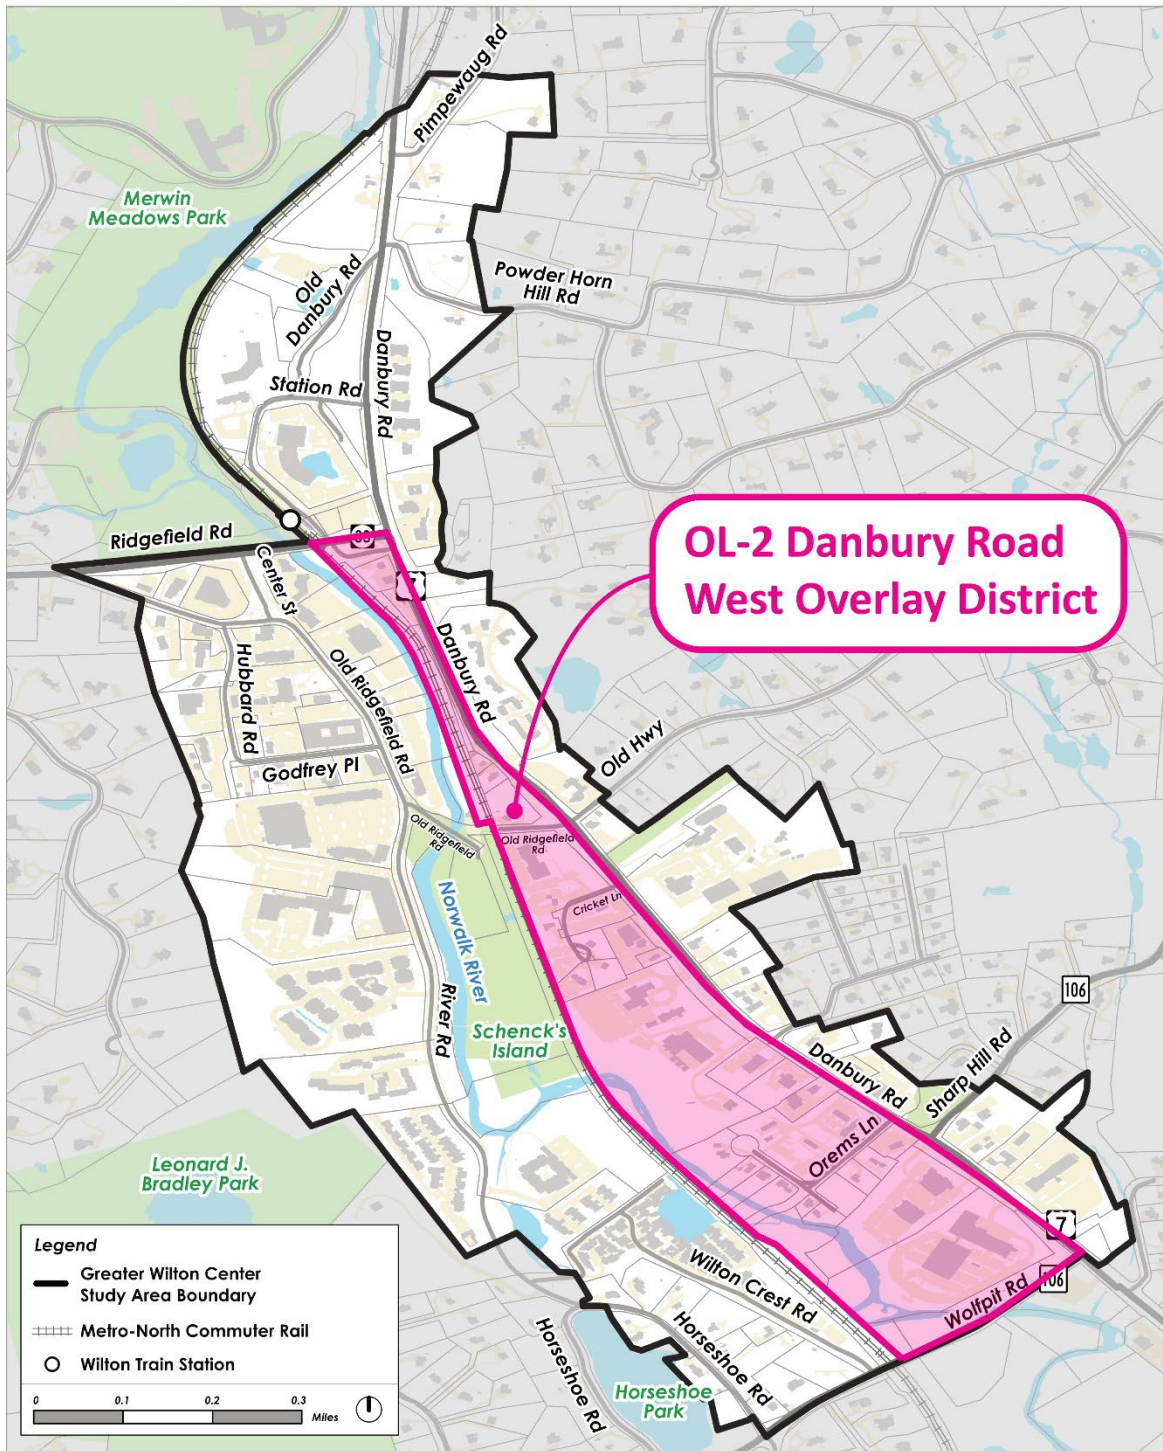 Pimpewaug Rd
Merwin
Meadows Park
Old
Danbury Rd
Powder Horn
Hill Rd
Danbury Rd
Station Rd
Ridgefield Rd
33
OL-2 Danbury Road
West Overlay District
Center St
7
Danbury Rd
Hubbard Rd
Old Ridgefield Rd
Old Hwy
Godfrey Pl
Old Ridgefield
Rd
Old Ridgefield
Rd
Cricket Ln
Norwalk River
River Rd
106
Schenck's
Island
Danbury Rd
Sharp Hill Rd
Orems Ln
Leonard J.
Bradley Park
7
106
Wolfpit Rd
Wilton Crest Rd
Horseshoe Rd
Horseshoe Rd
Horseshoe
Park
Legend
Greater Wilton Center
Study Area Boundary
Metro-North Commuter Rail
Wilton Train Station
0 0.1 0.2 0.3
Miles